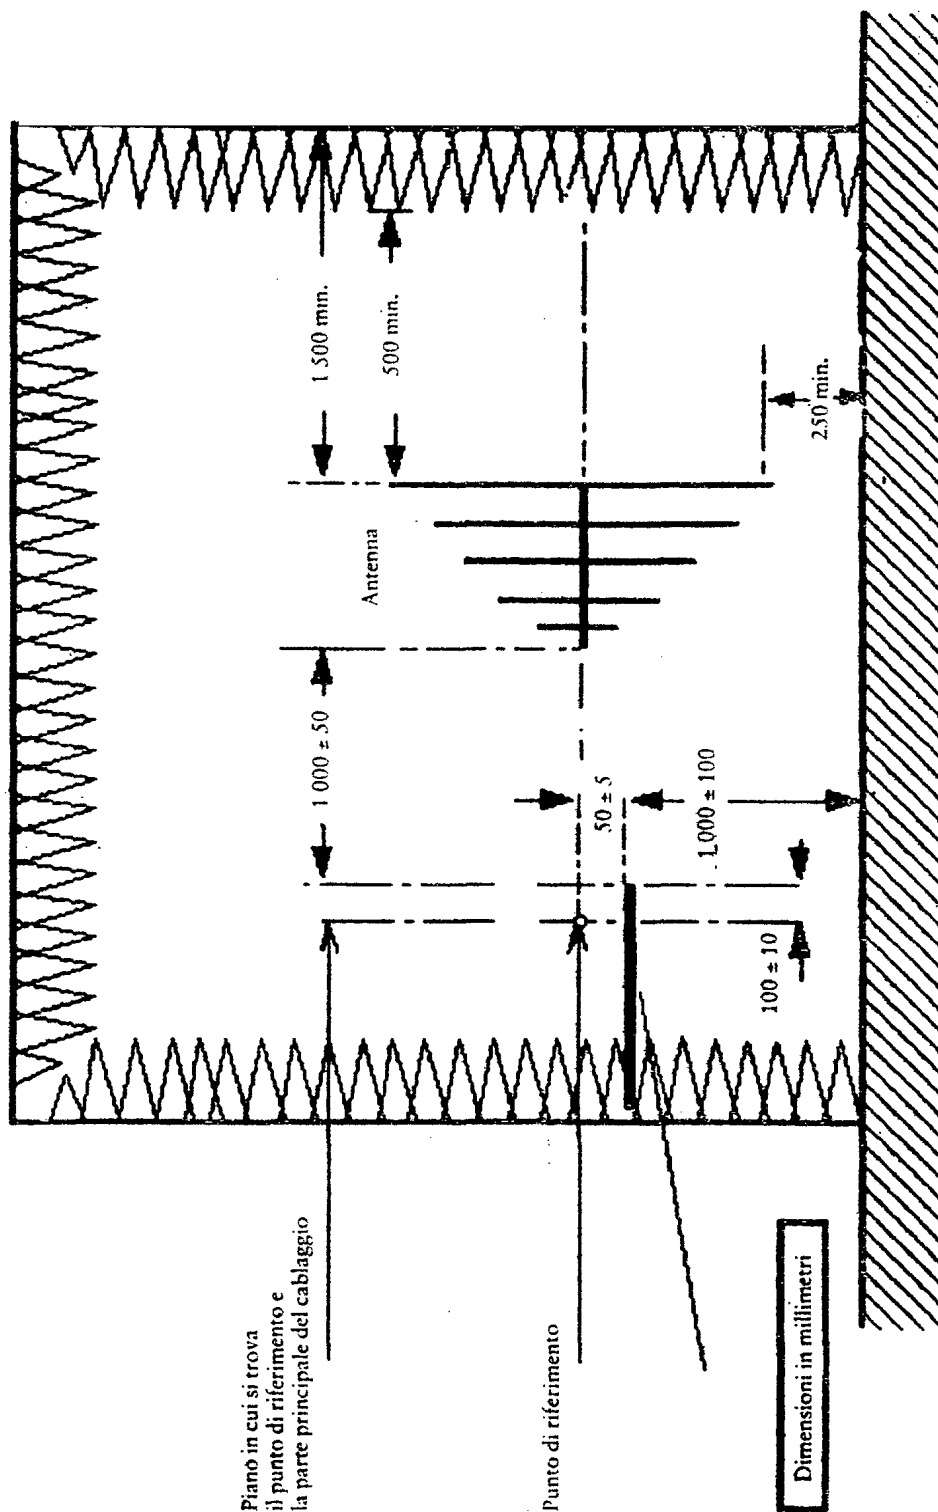 Piano in cui si trova
il punto di riferimento e
la parte principale del cablaggio
Punto di riferimento
Dimensioni in millimetri
1 000 ± 50
1 500 min.
500 min.
Antenna
50 ± 5
1,000 ± 100
100 ± 10
250 min.